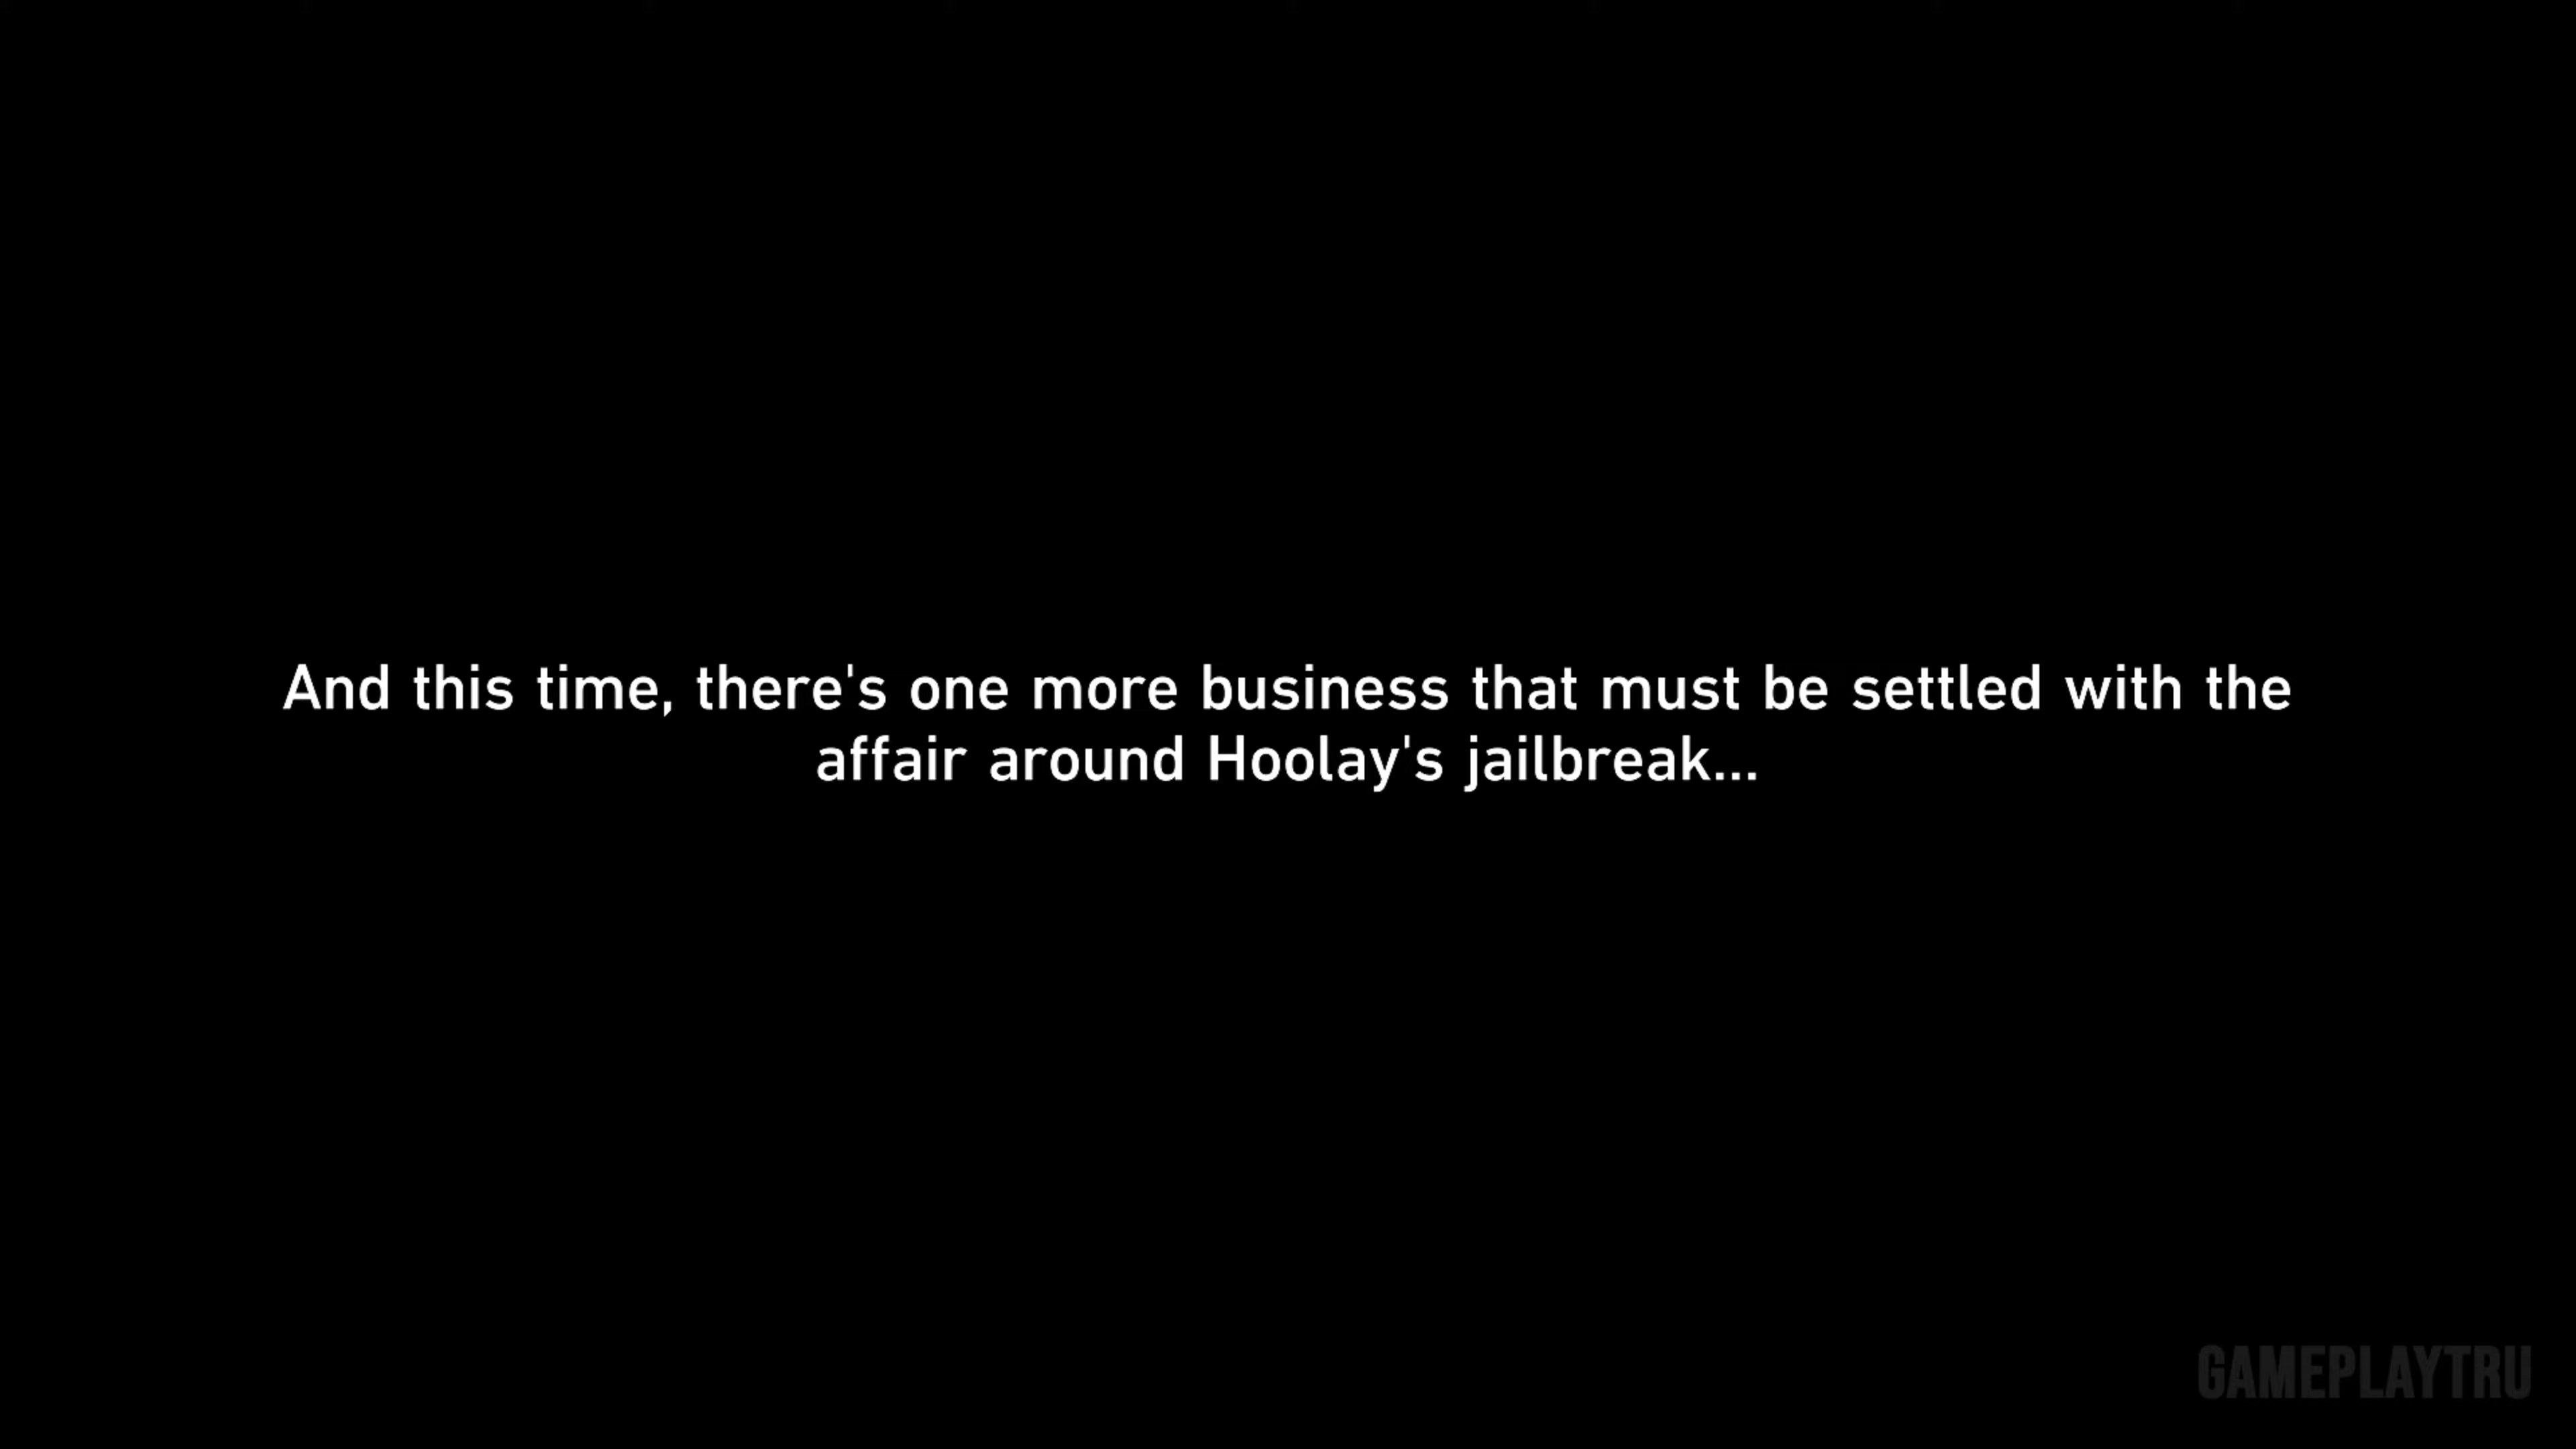 And this time, there's one more business that must be settled with the
affair around Hoolay's jailbreak...
GAMEPLAYTRU